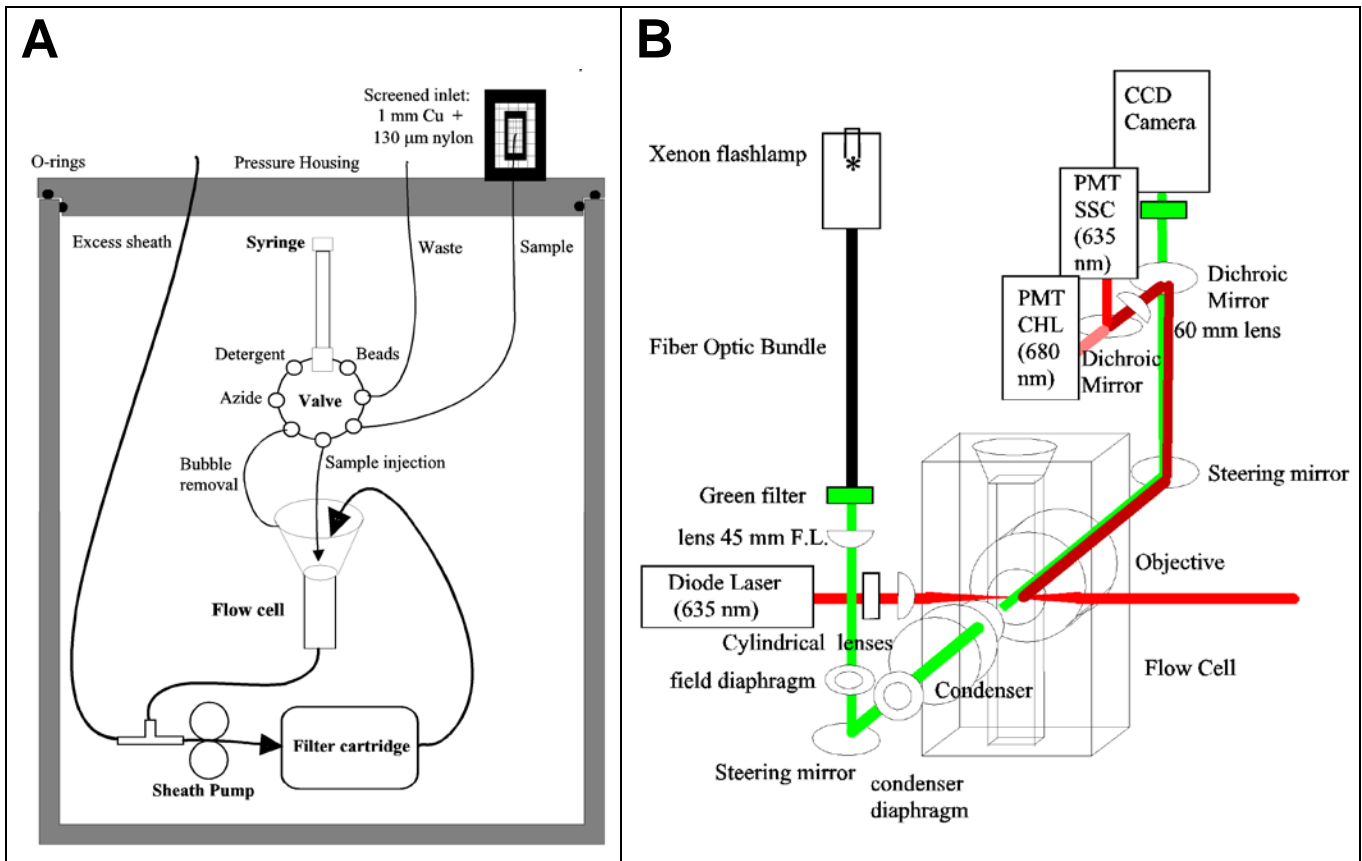 A
Screened inlet:
1 mm Cu +
130 µm nylon
O-rings
Pressure Housing
Excess sheath
Syringe
Waste
Sample
Detergent
Beads
Azide
Valve
Bubble
removal
Sample injection
Flow cell
Filter cartridge
Sheath Pump
B
CCD
Camera
Xenon flashlamp
PMT
SSC
(635
nm)
Dichroic
Mirror
PMT
CHL
(680
nm)
60 mm lens
Dichroic
Mirror
Fiber Optic Bundle
Steering mirror
Green filter
lens 45 mm F.L.
Objective
Diode Laser
(635 nm)
Cylindrical lenses
Flow Cell
field diaphragm
Condenser
Steering mirror
condenser
diaphragm